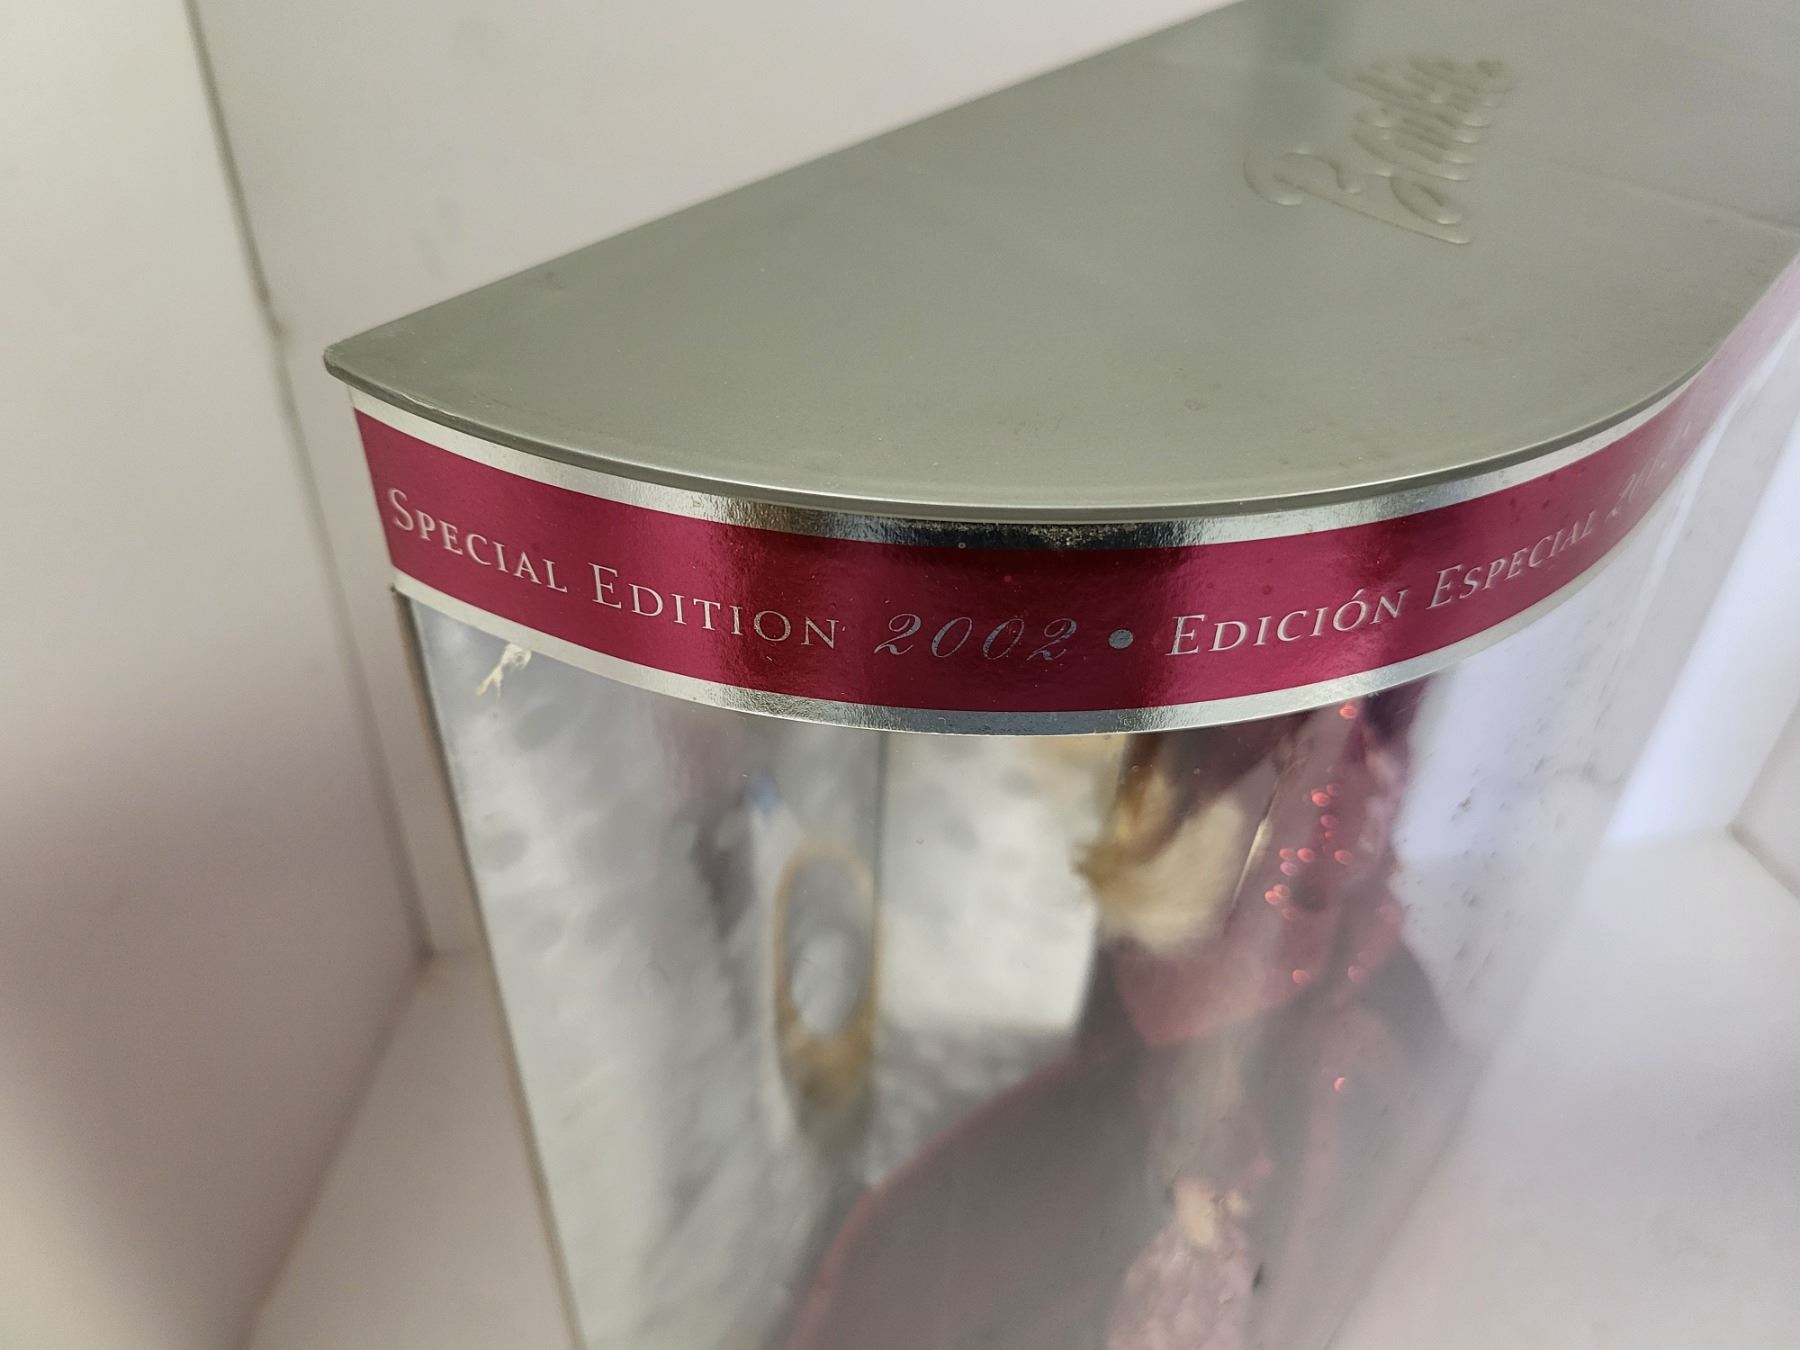 Barbie
SPECIAL EDITION 2002 • EDICIÓN ESPECIAL